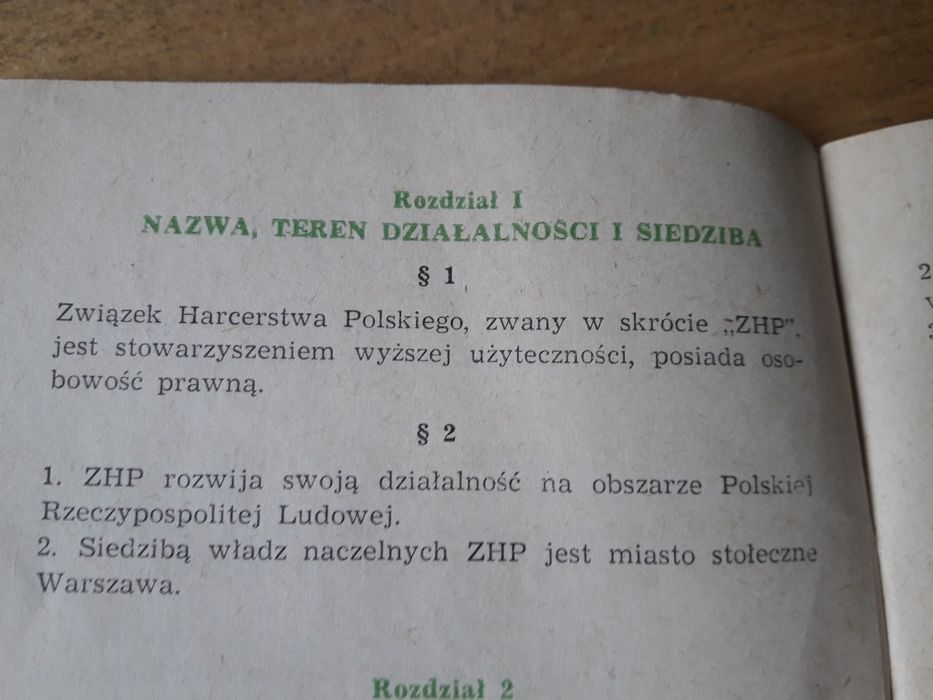 Rozdział I
NAZWA, TEREN DZIAŁALNOŚCI I SIEDZIBA
§ 1
Związek Harcerstwa Polskiego, zwany w skrócie „ZHP”.
jest stowarzyszeniem wyższej użyteczności, posiada oso-
bowość prawną.
§ 2
1. ZHP rozwija swoją działalność na obszarze Polskiej
Rzeczypospolitej Ludowej.
2. Siedzibą władz naczelnych ZHP jest miasto stołeczne
Warszawa.
Rozdział 2
2